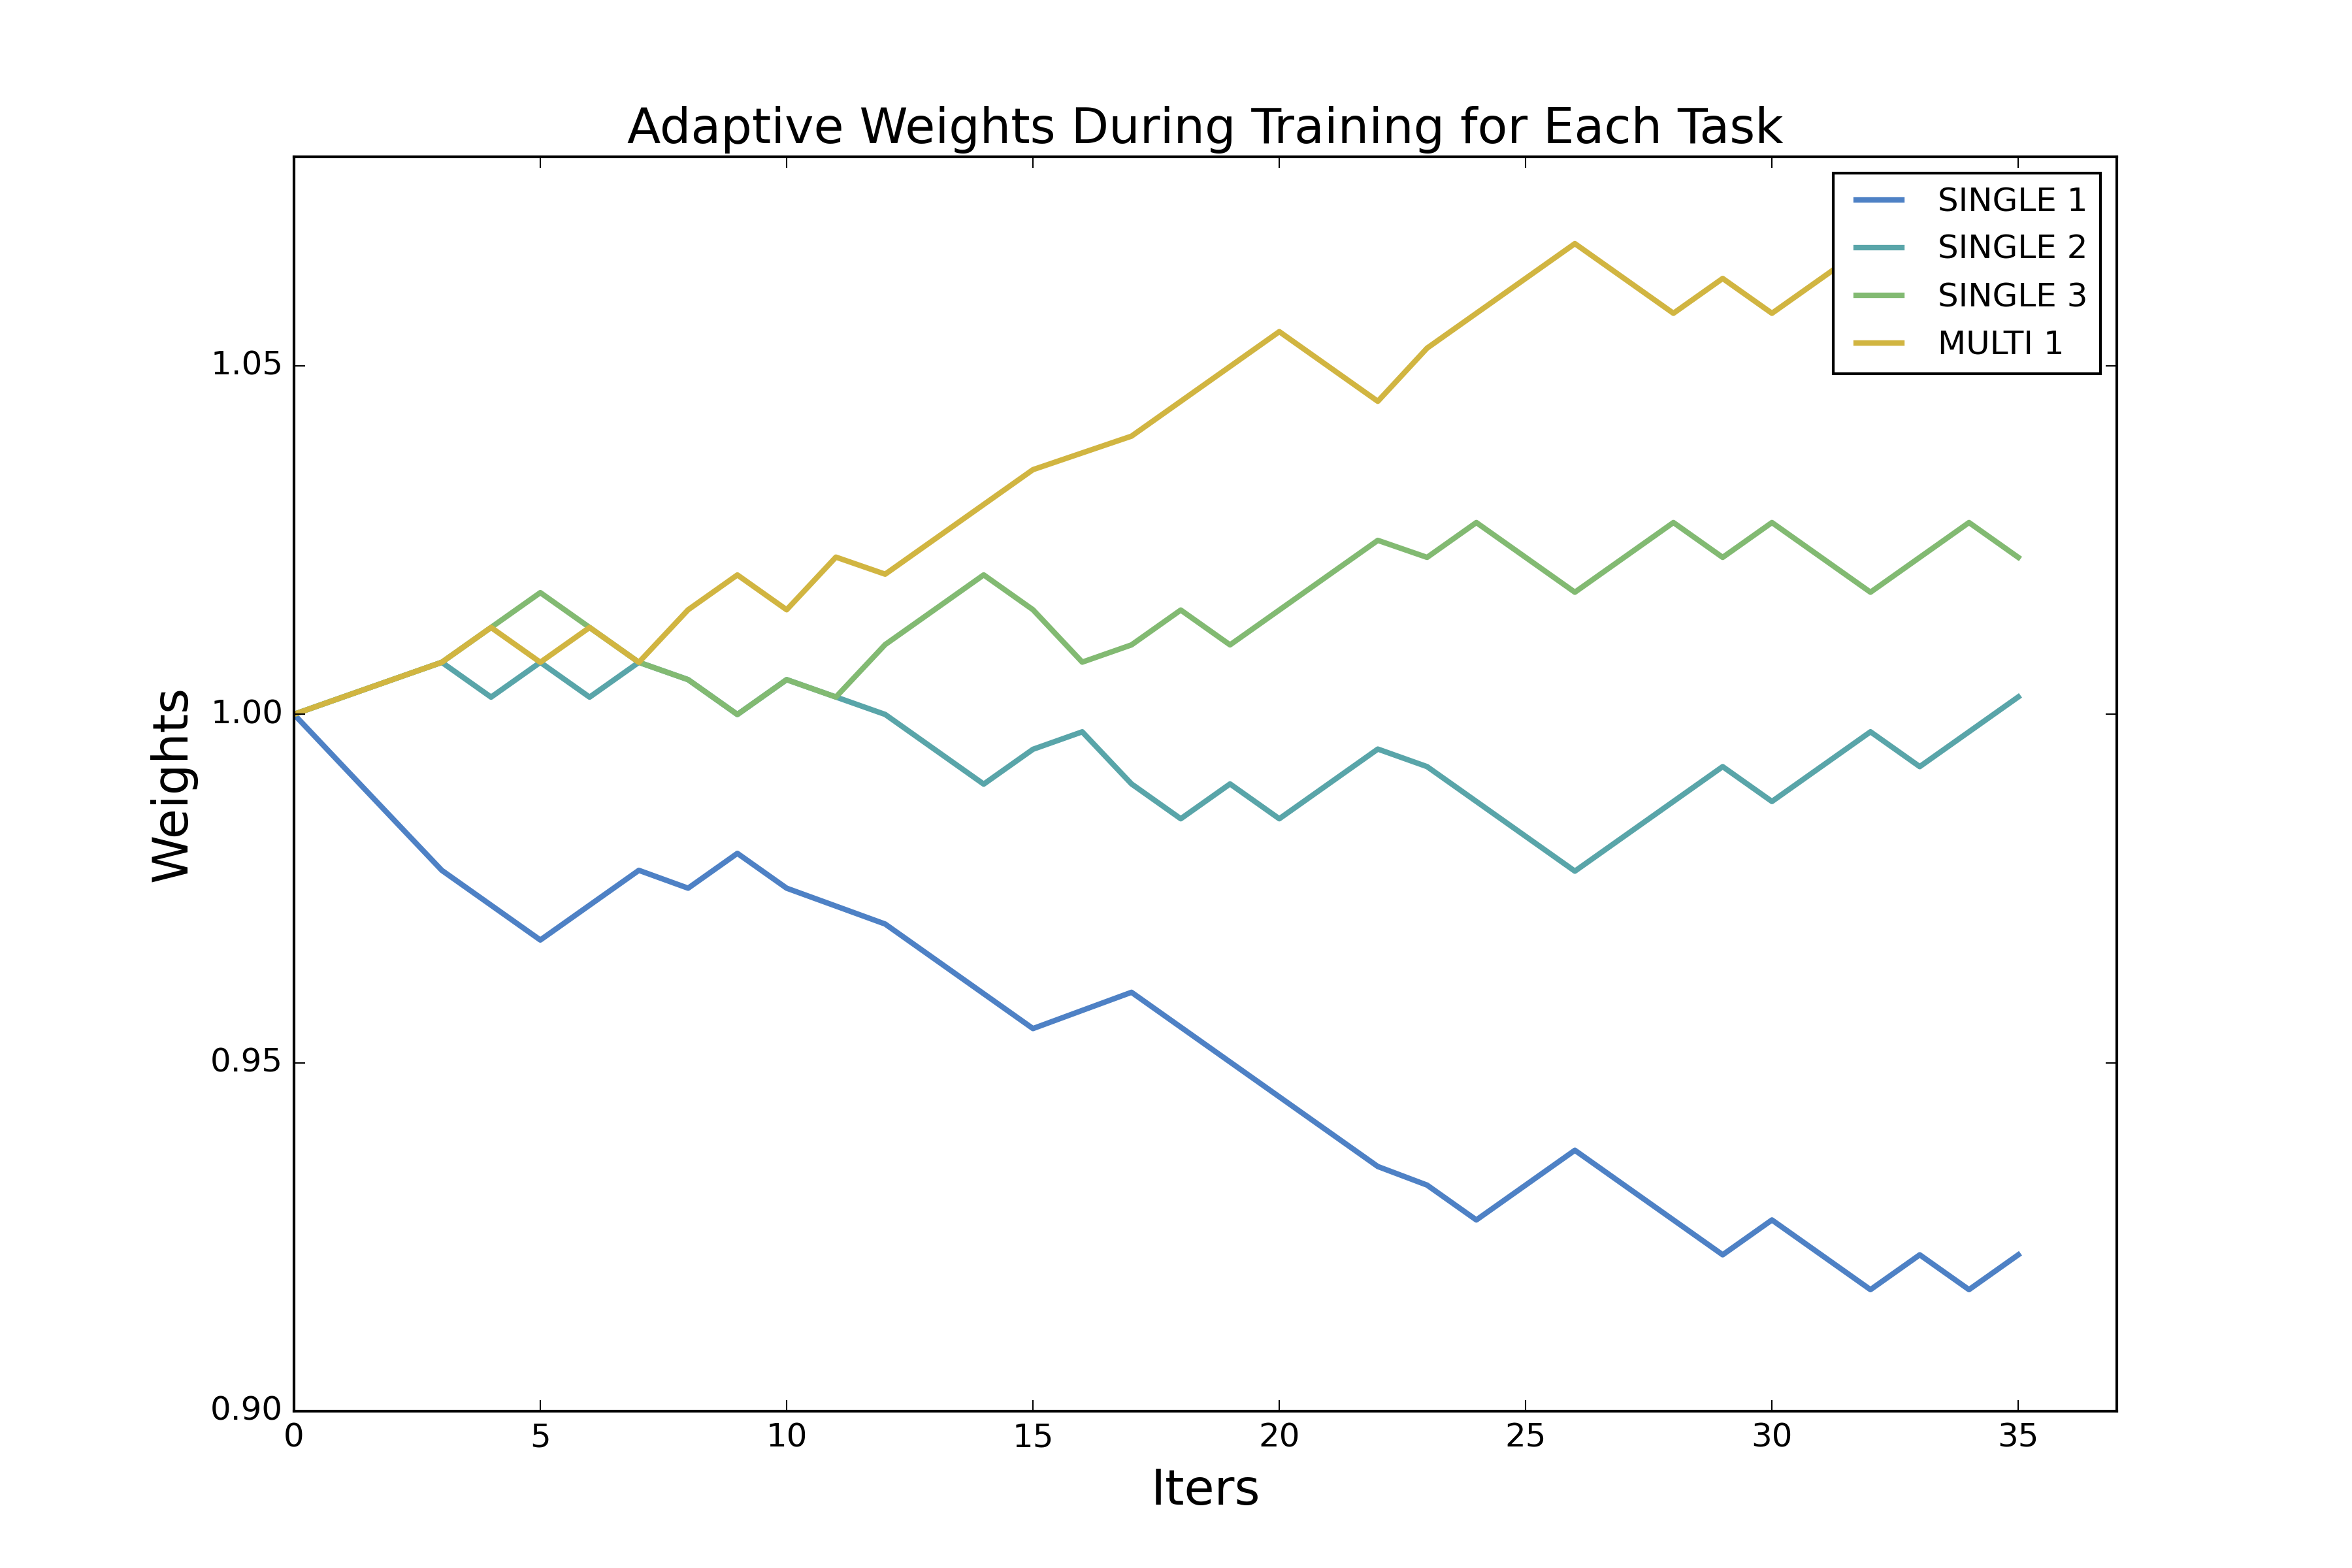 Adaptive Weights During Training for Each Task
SINGLE 1
SINGLE 2
SINGLE 3
MULTI 1
1.05
1.00
0.95
0.90
Weights
0 5 10 15 20 25 30 35
Iters